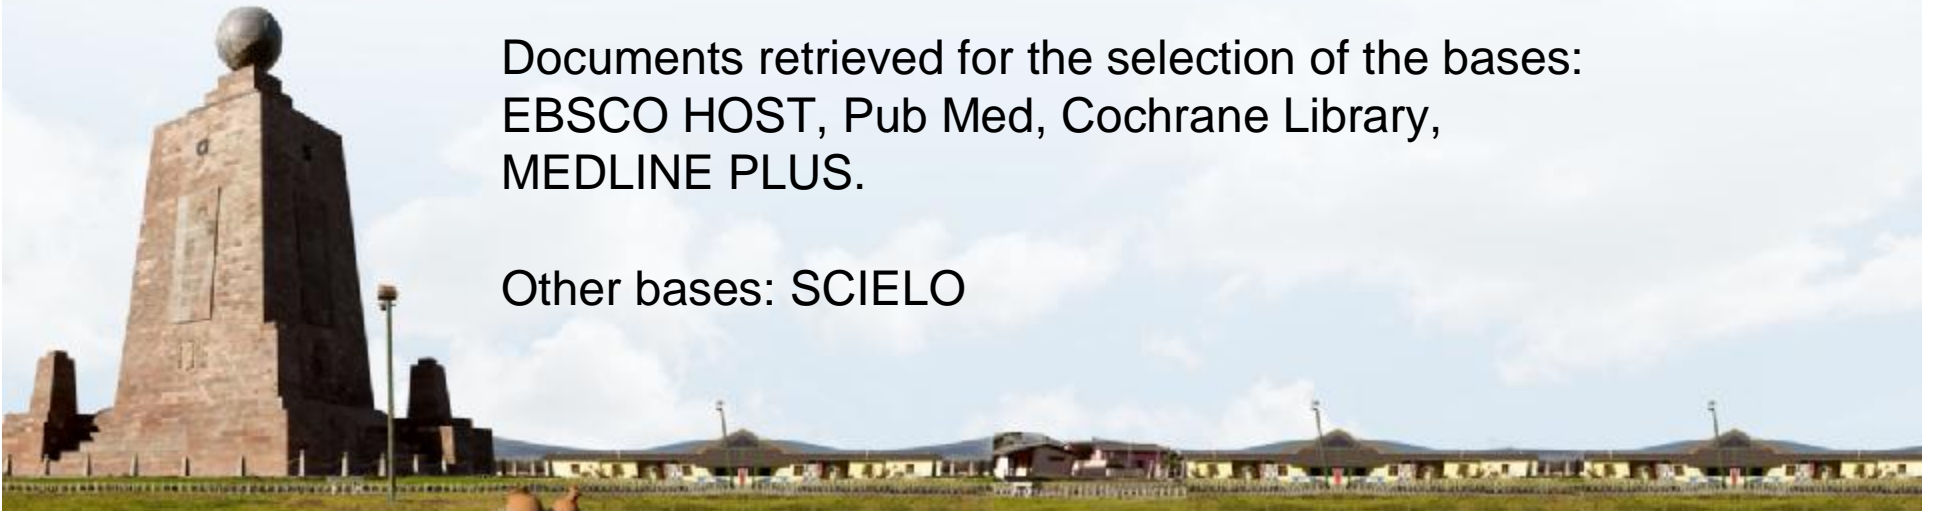 Documents retrieved for the selection of the bases:
EBSCO HOST, Pub Med, Cochrane Library,
MEDLINE PLUS.
Other bases: SCIELO